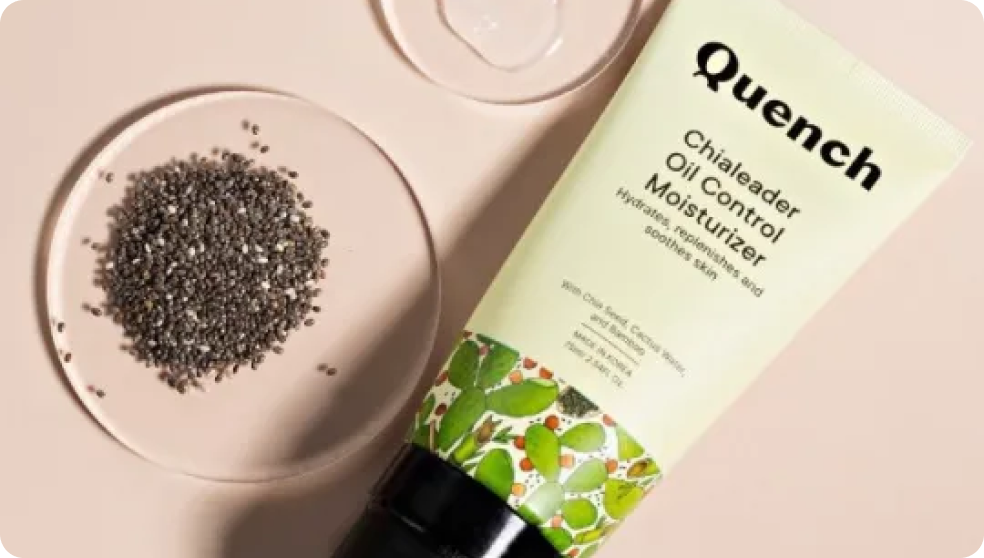 Quench
Chialeader
Oil Control
Moisturizer
Hydrates, replenishes and
soothes skin
With Chia Seed, Cactus Water,
and Bamboo
MADE IN KOREA
75ml/ 2.54Fl. Oz.